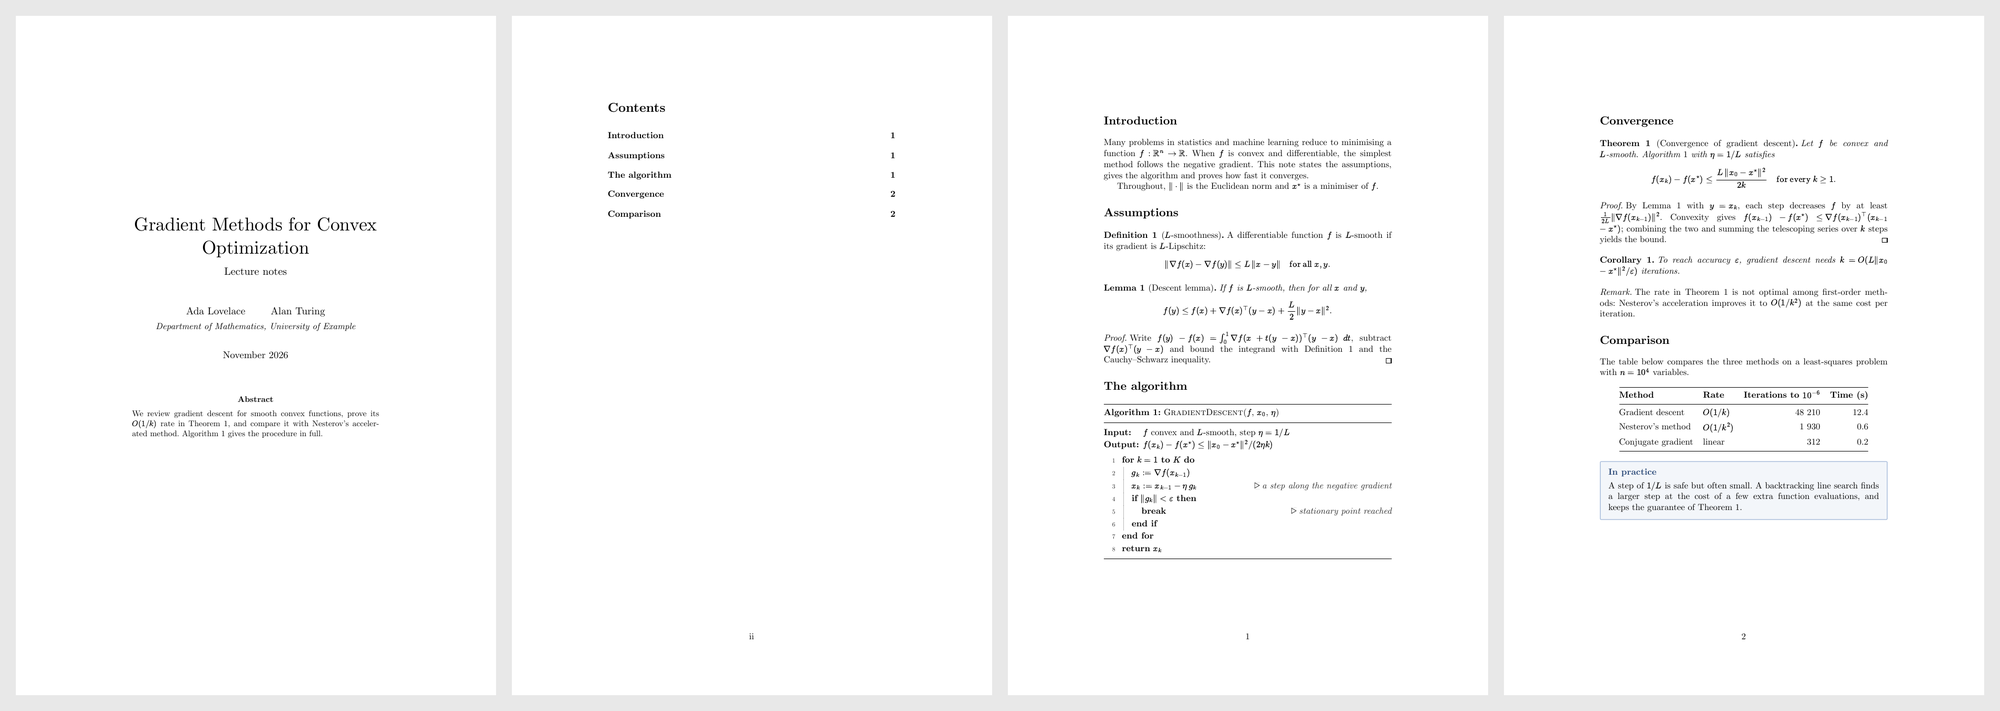 Gradient Methods for Convex
Optimization
Lecture notes
Ada Lovelace Alan Turing
Department of Mathematics, University of Example
November 2026
Abstract
We review gradient descent for smooth convex functions, prove its
O(1/k) rate in Theorem 1, and compare it with Nesterov's acceler-
ated method. Algorithm 1 gives the procedure in full.
Contents
Introduction 1
Assumptions 1
The algorithm 1
Convergence 2
Comparison 2
ii
Introduction
Many problems in statistics and machine learning reduce to minimising a
function f : ℝⁿ → ℝ. When f is convex and differentiable, the simplest
method follows the negative gradient. This note states the assumptions,
gives the algorithm and proves how fast it converges.
Throughout, ‖ · ‖ is the Euclidean norm and x⋆ is a minimiser of f.
Assumptions
Definition 1 (L-smoothness). A differentiable function f is L-smooth if
its gradient is L-Lipschitz:
‖∇f(x) − ∇f(y)‖ ≤ L ‖x − y‖ for all x, y.
Lemma 1 (Descent lemma). If f is L-smooth, then for all x and y,
f(y) ≤ f(x) + ∇f(x)⊤(y − x) + L/2 ‖y − x‖².
Proof. Write f(y) − f(x) = ∫₀¹ ∇f(x + t(y − x))⊤(y − x) dt, subtract
∇f(x)⊤(y − x) and bound the integrand with Definition 1 and the
Cauchy–Schwarz inequality. □
The algorithm
Algorithm 1: GradientDescent(f, x₀, η)
Input: f convex and L-smooth, step η = 1/L
Output: f(xₖ) − f(x⋆) ≤ ‖x₀ − x⋆‖²/(2ηk)
1 for k = 1 to K do
2 gₖ := ∇f(xₖ₋₁)
3 xₖ := xₖ₋₁ − η gₖ ▷ a step along the negative gradient
4 if ‖gₖ‖ < ε then
5 break ▷ stationary point reached
6 end if
7 end for
8 return xₖ
1
Convergence
Theorem 1 (Convergence of gradient descent). Let f be convex and
L-smooth. Algorithm 1 with η = 1/L satisfies
f(xₖ) − f(x⋆) ≤ L ‖x₀ − x⋆‖² / 2k for every k ≥ 1.
Proof. By Lemma 1 with y = xₖ, each step decreases f by at least
1/2L ‖∇f(xₖ₋₁)‖². Convexity gives f(xₖ₋₁) − f(x⋆) ≤ ∇f(xₖ₋₁)⊤(xₖ₋₁
− x⋆); combining the two and summing the telescoping series over k steps
yields the bound. □
Corollary 1. To reach accuracy ε, gradient descent needs k = O(L‖x₀
− x⋆‖²/ε) iterations.
Remark. The rate in Theorem 1 is not optimal among first-order meth-
ods: Nesterov's acceleration improves it to O(1/k²) at the same cost per
iteration.
Comparison
The table below compares the three methods on a least-squares problem
with n = 10⁴ variables.
Method Rate Iterations to 10⁻⁶ Time (s)
Gradient descent O(1/k) 48 210 12.4
Nesterov's method O(1/k²) 1 930 0.6
Conjugate gradient linear 312 0.2
In practice
A step of 1/L is safe but often small. A backtracking line search finds
a larger step at the cost of a few extra function evaluations, and
keeps the guarantee of Theorem 1.
2